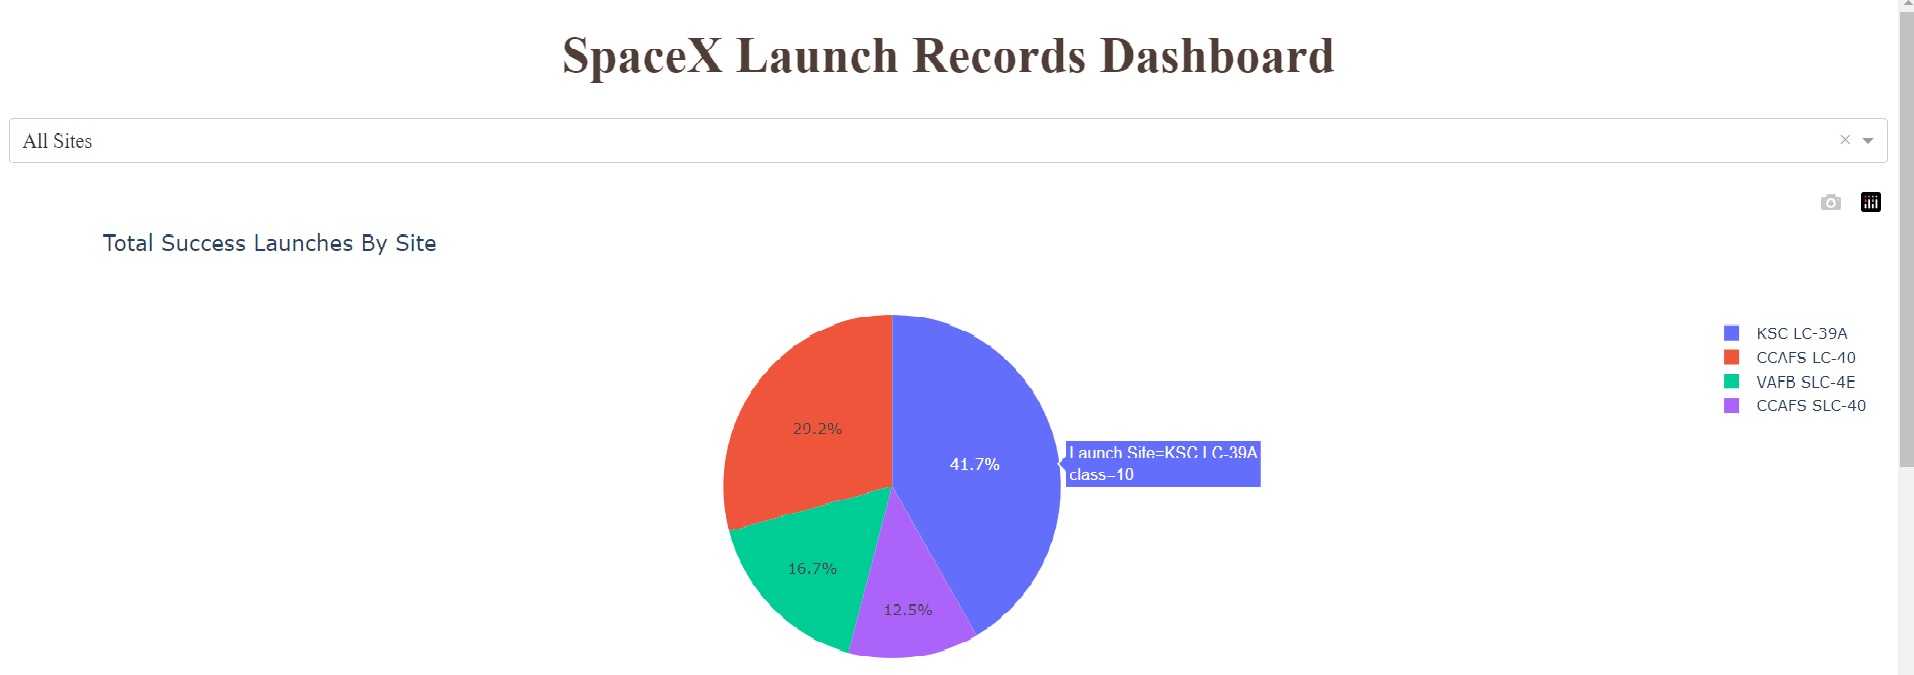 SpaceX Launch Records Dashboard
All Sites
Total Success Launches By Site
KSC LC-39A
CCAFS LC-40
VAFB SLC-4E
CCAFS SLC-40
29.2%
41.7%
Launch Site=KSC LC-39A
class=10
16.7%
12.5%